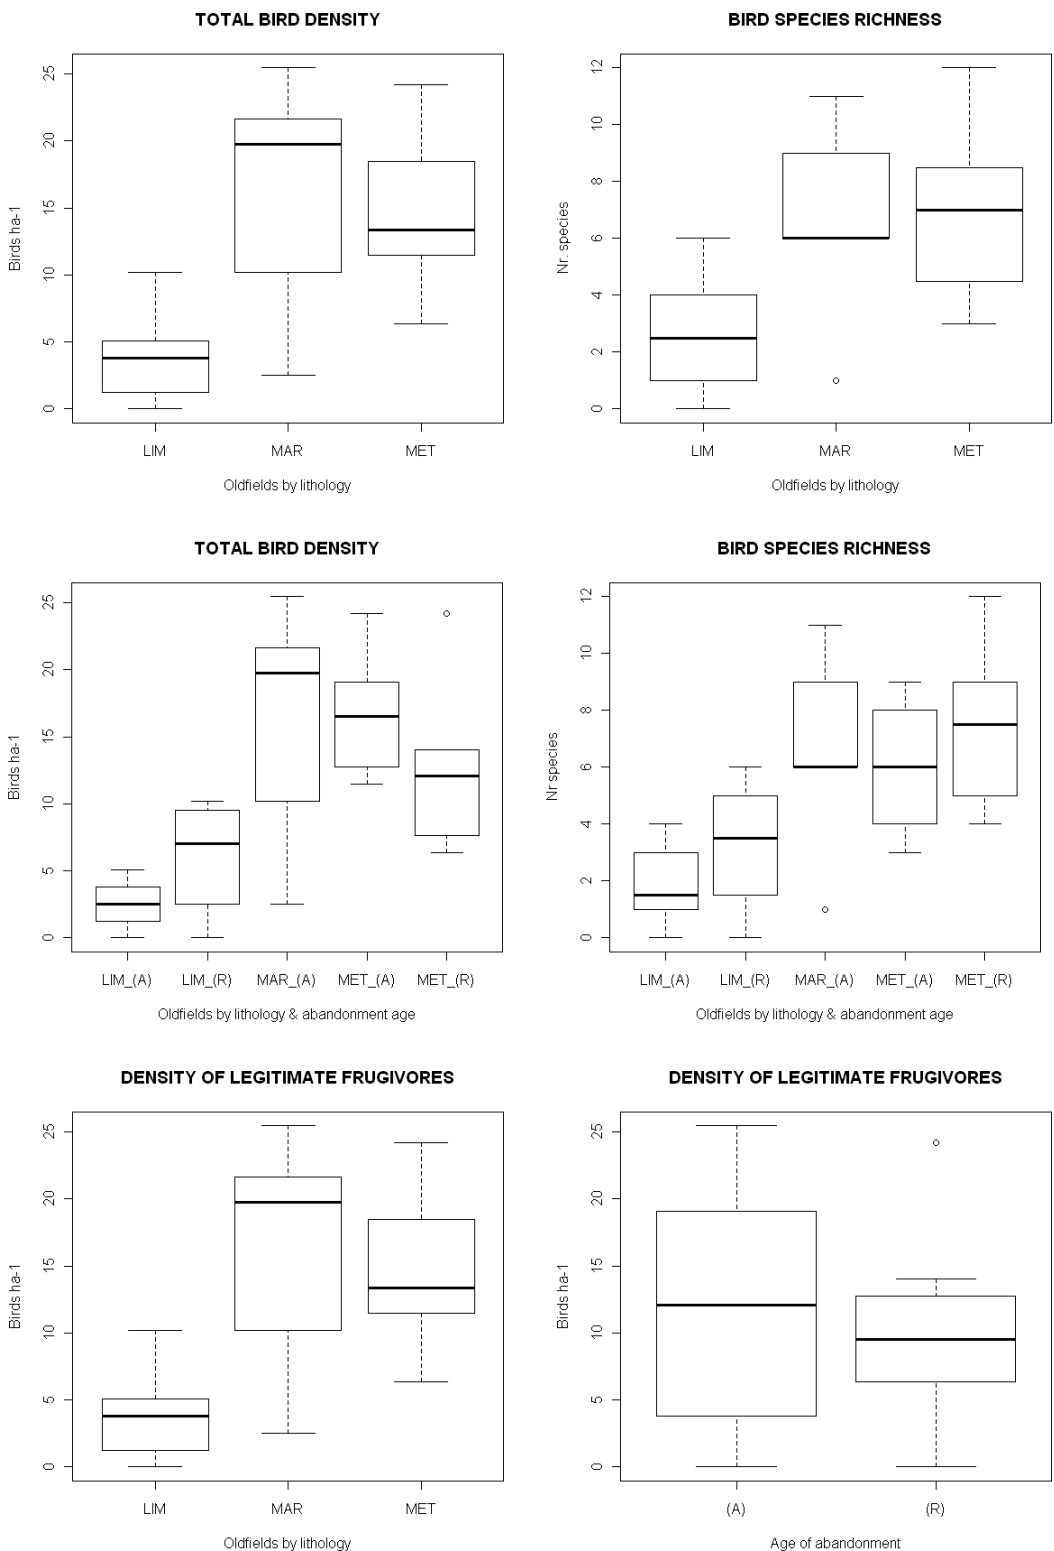 TOTAL BIRD DENSITY
Birds ha-1
0 5 10 15 20 25
LIM MAR MET
Oldfields by lithology
BIRD SPECIES RICHNESS
Nr. species
0 2 4 6 8 10 12
LIM MAR MET
Oldfields by lithology
TOTAL BIRD DENSITY
Birds ha-1
0 5 10 15 20 25
LIM_(A) LIM_(R) MAR_(A) MET_(A) MET_(R)
Oldfields by lithology & abandonment age
BIRD SPECIES RICHNESS
Nr species
0 2 4 6 8 10 12
LIM_(A) LIM_(R) MAR_(A) MET_(A) MET_(R)
Oldfields by lithology & abandonment age
DENSITY OF LEGITIMATE FRUGIVORES
Birds ha-1
0 5 10 15 20 25
LIM MAR MET
Oldfields by lithology
DENSITY OF LEGITIMATE FRUGIVORES
Birds ha-1
0 5 10 15 20 25
(A) (R)
Age of abandonment